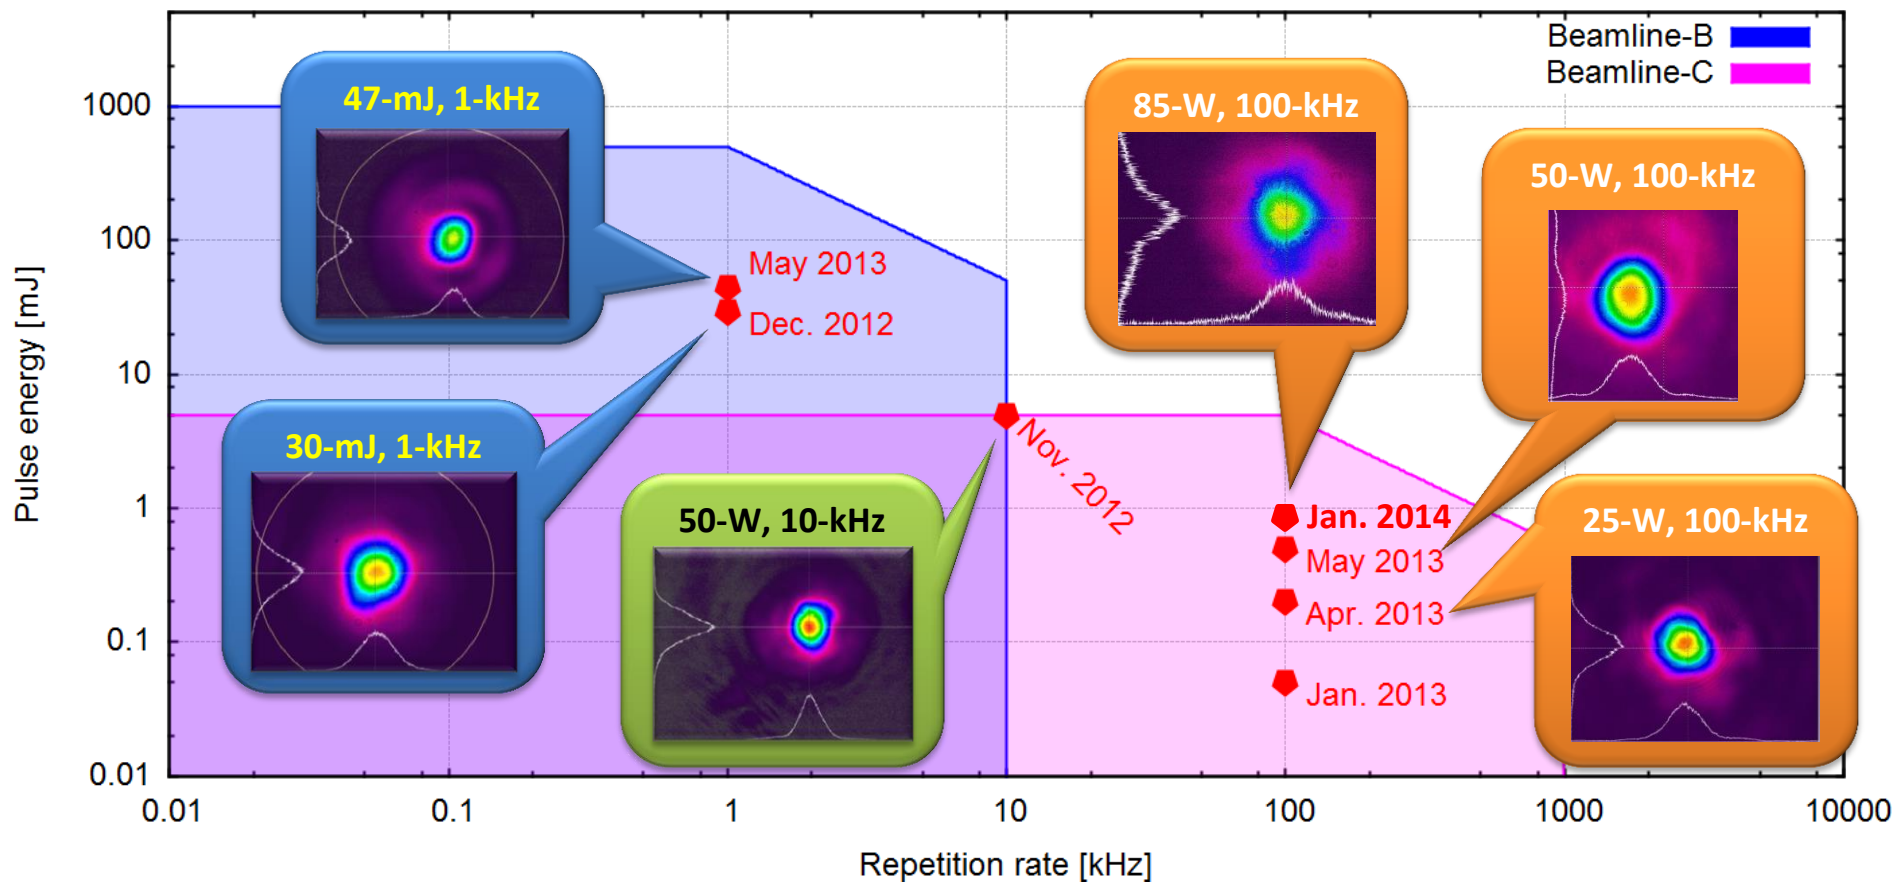 Beamline-B
Beamline-C
47-mJ, 1-kHz
85-W, 100-kHz
50-W, 100-kHz
30-mJ, 1-kHz
50-W, 10-kHz
25-W, 100-kHz
May 2013
Dec. 2012
Nov. 2012
Jan. 2014
May 2013
Apr. 2013
Jan. 2013
Pulse energy [mJ]
1000
100
10
1
0.1
0.01
0.01
0.1
1
10
100
1000
10000
Repetition rate [kHz]